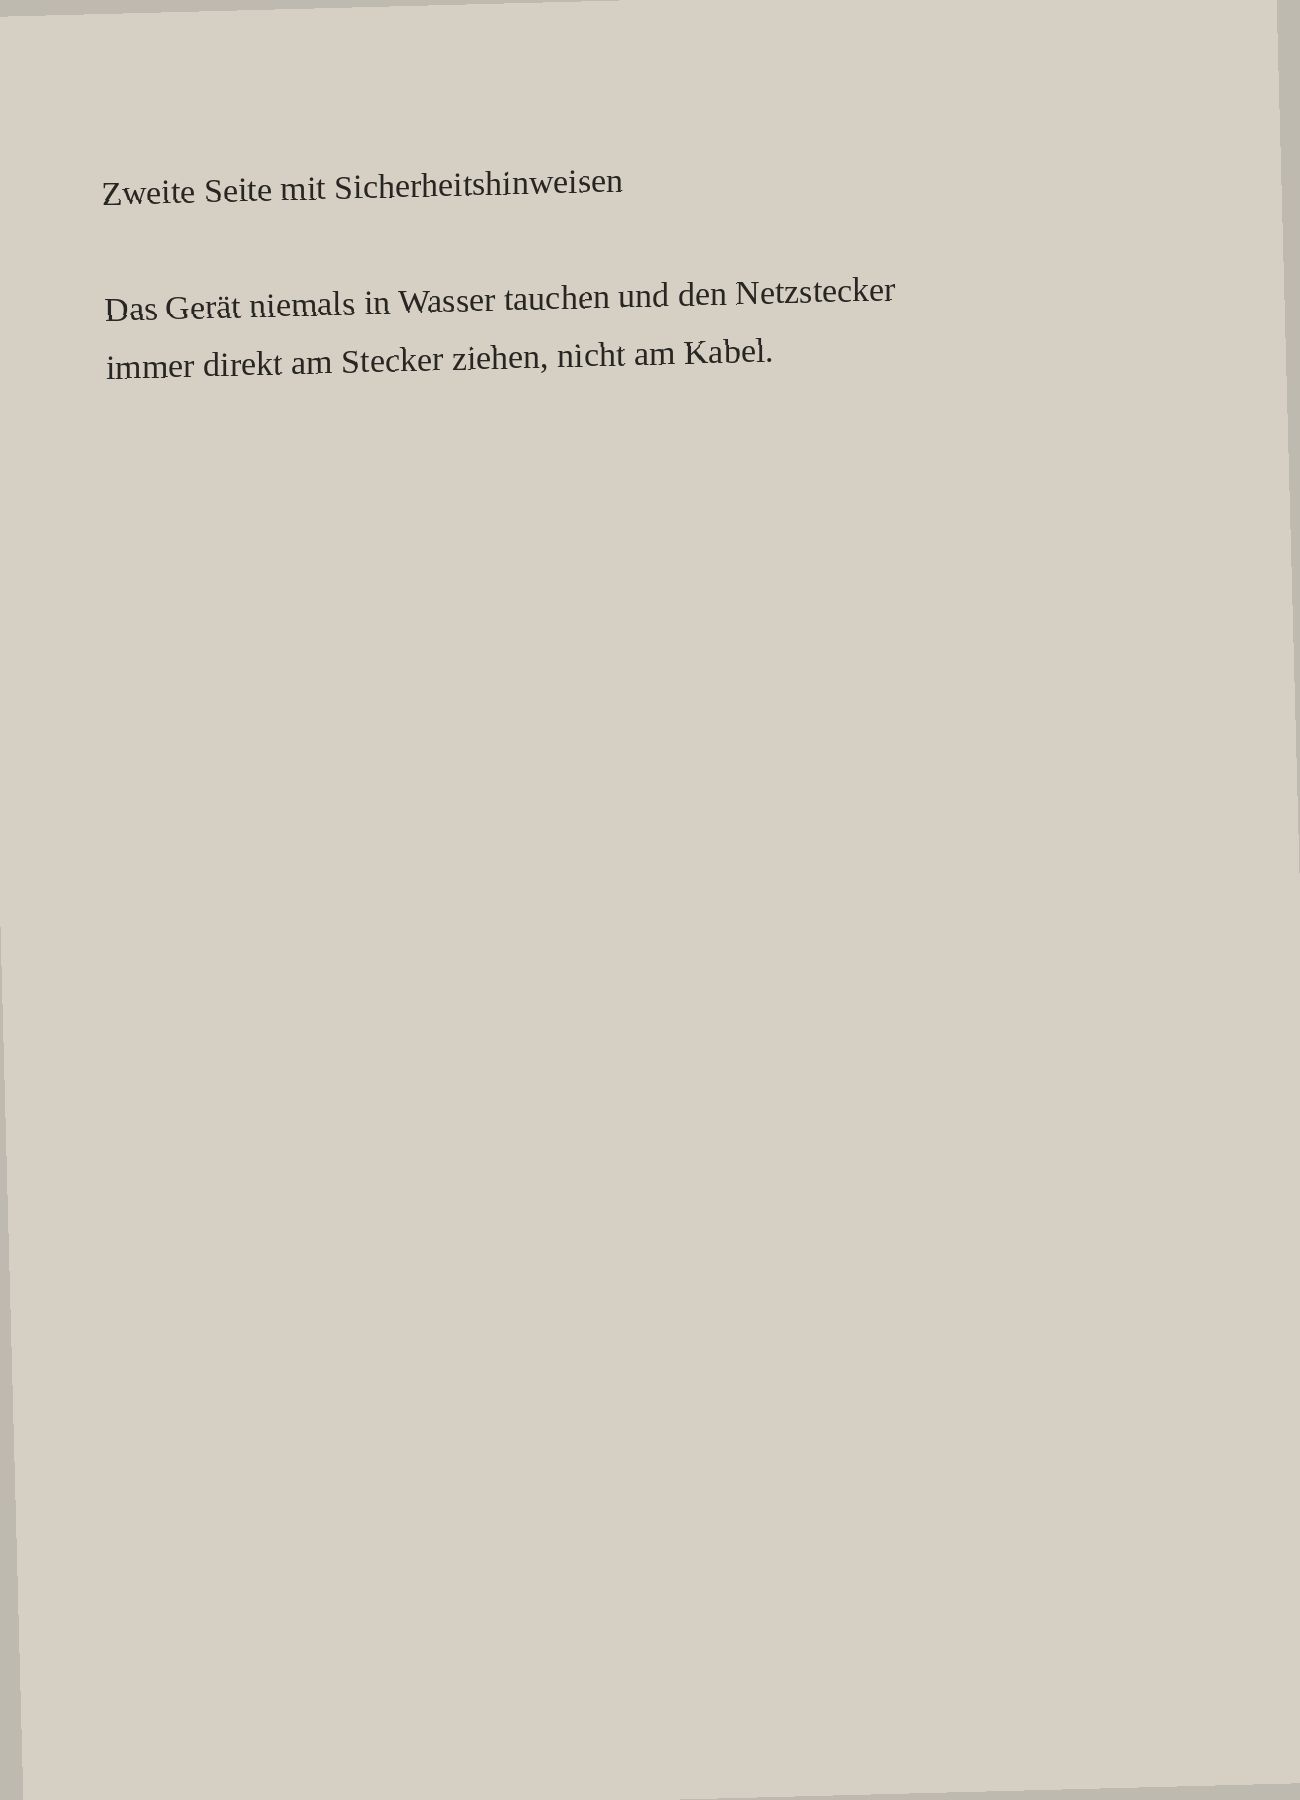 Zweite Seite mit Sicherheitshinweisen
Das Gerät niemals in Wasser tauchen und den Netzstecker
immer direkt am Stecker ziehen, nicht am Kabel.